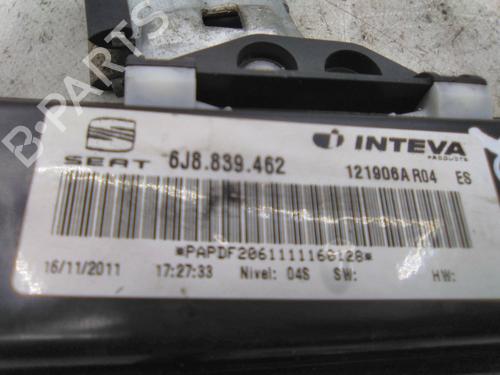 B-PARTS
INTEVA
PRODUCTS
SEAT 6J8.839.462
121906A R04 ES
*PAPDF2061111160128*
16/11/2011 17:27:33 Nivel: 04S SW: HW: